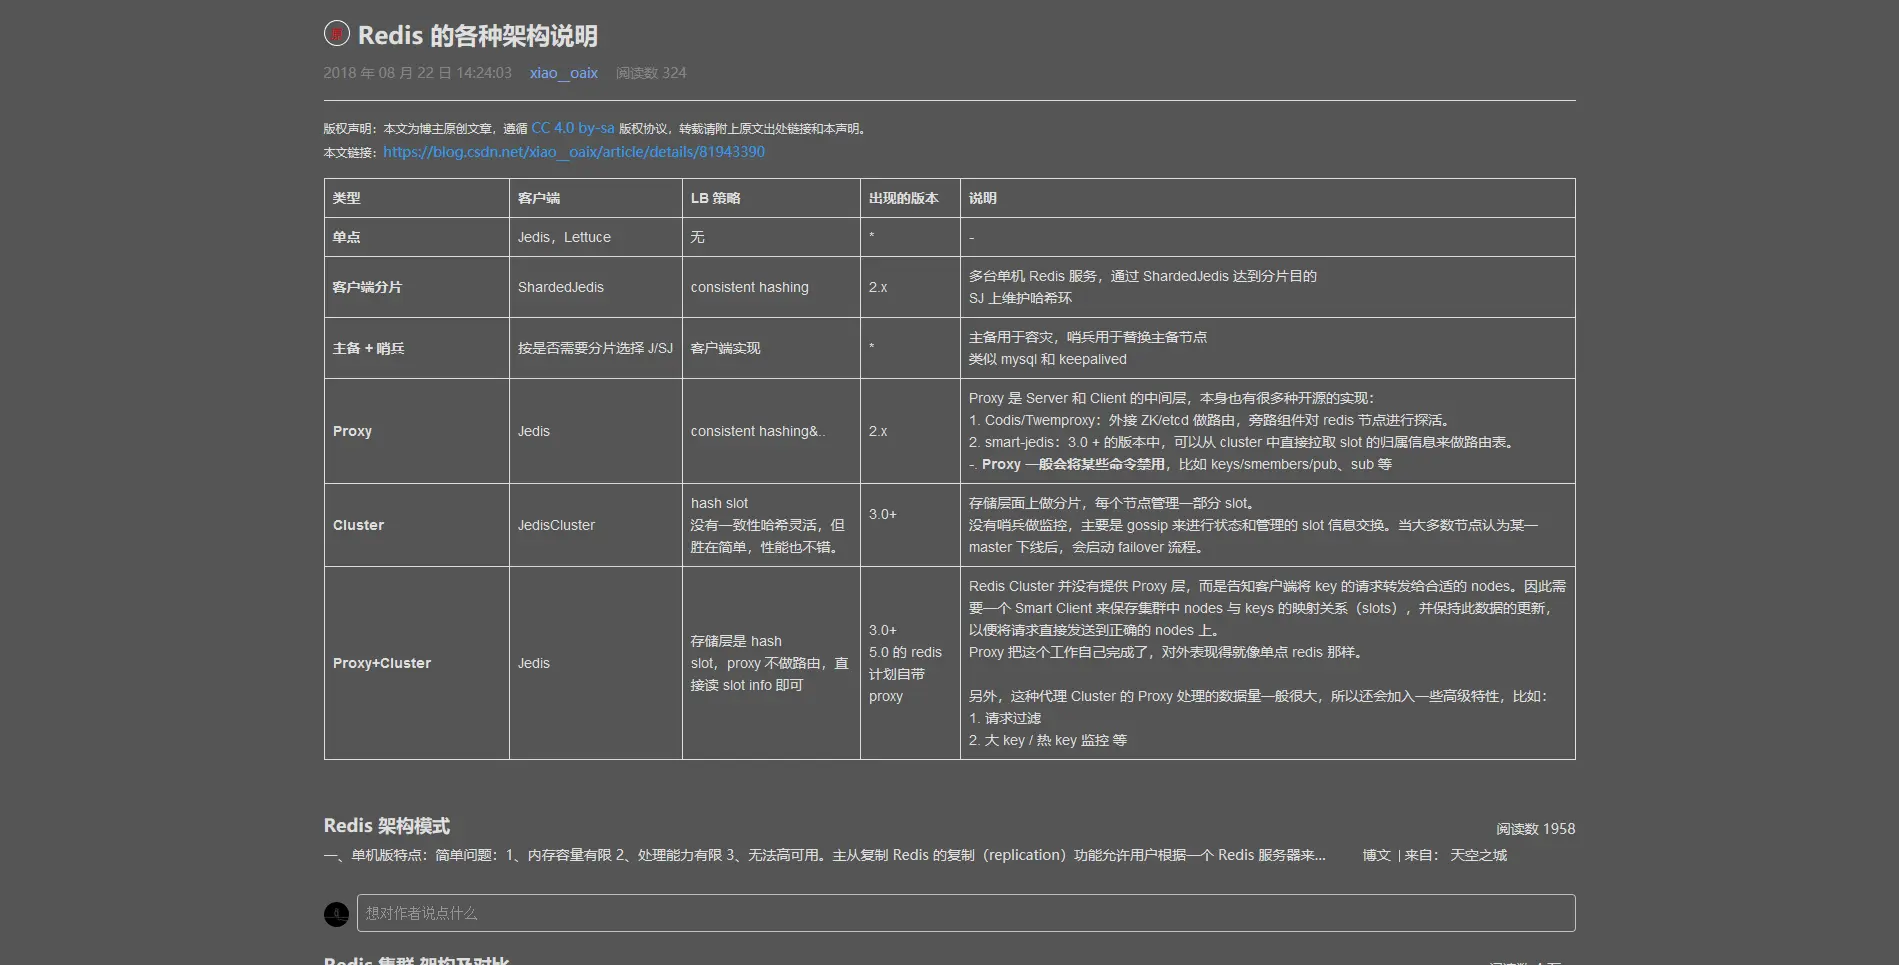 Redis 的各种架构说明
2018 年 08 月 22 日 14:24:03 xiao__oaix 阅读数 324
版权声明：本文为博主原创文章，遵循 CC 4.0 by-sa 版权协议，转载请附上原文出处链接和本声明。
本文链接：https://blog.csdn.net/xiao__oaix/article/details/81943390
类型 客户端 LB 策略 出现的版本 说明
单点 Jedis，Lettuce 无 * -
客户端分片 ShardedJedis consistent hashing 2.x
多台单机 Redis 服务，通过 ShardedJedis 达到分片目的
SJ 上维护哈希环
主备 + 哨兵 按是否需要分片选择 J/SJ 客户端实现 *
主备用于容灾，哨兵用于替换主备节点
类似 mysql 和 keepalived
Proxy Jedis consistent hashing&.. 2.x
Proxy 是 Server 和 Client 的中间层，本身也有很多种开源的实现：
1. Codis/Twemproxy：外接 ZK/etcd 做路由，旁路组件对 redis 节点进行探活。
2. smart-jedis：3.0 + 的版本中，可以从 cluster 中直接拉取 slot 的归属信息来做路由表。
-. Proxy 一般会将某些命令禁用，比如 keys/smembers/pub、sub 等
Cluster JedisCluster
hash slot
没有一致性哈希灵活，但
胜在简单，性能也不错。
3.0+
存储层面上做分片，每个节点管理一部分 slot。
没有哨兵做监控，主要是 gossip 来进行状态和管理的 slot 信息交换。当大多数节点认为某一
master 下线后，会启动 failover 流程。
Proxy+Cluster Jedis
存储层是 hash
slot，proxy 不做路由，直
接读 slot info 即可
3.0+
5.0 的 redis
计划自带
proxy
Redis Cluster 并没有提供 Proxy 层，而是告知客户端将 key 的请求转发给合适的 nodes。因此需
要一个 Smart Client 来保存集群中 nodes 与 keys 的映射关系（slots），并保持此数据的更新，
以便将请求直接发送到正确的 nodes 上。
Proxy 把这个工作自己完成了，对外表现得就像单点 redis 那样。
另外，这种代理 Cluster 的 Proxy 处理的数据量一般很大，所以还会加入一些高级特性，比如：
1. 请求过滤
2. 大 key / 热 key 监控 等
Redis 架构模式 阅读数 1958
一、单机版特点：简单问题：1、内存容量有限 2、处理能力有限 3、无法高可用。主从复制 Redis 的复制（replication）功能允许用户根据一个 Redis 服务器来... 博文 | 来自： 天空之城
想对作者说点什么
Redis 集群 架构及对比